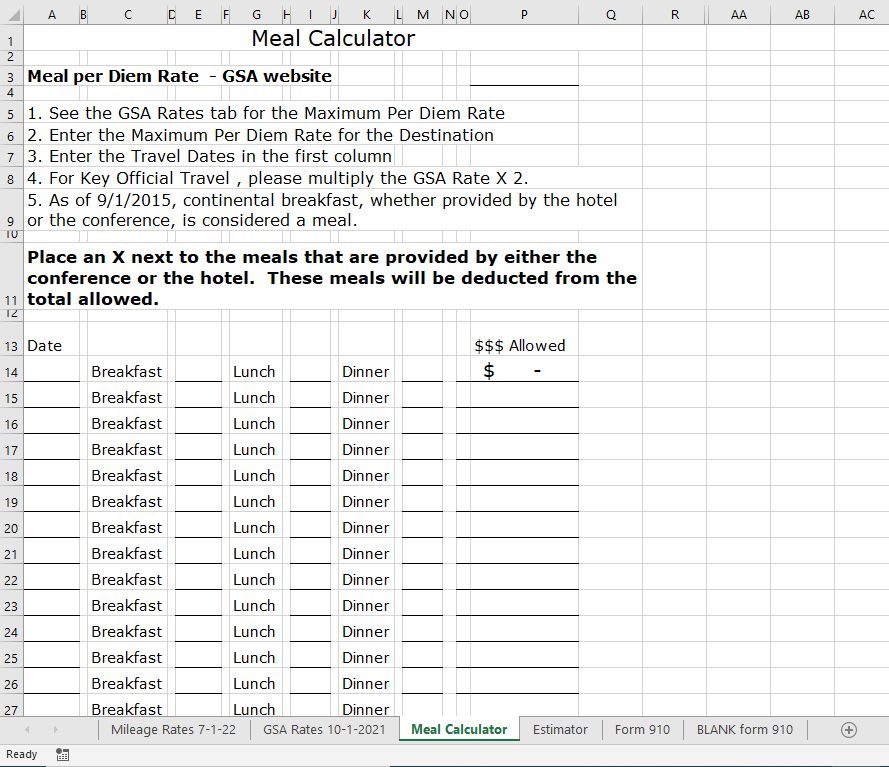 A B C D E F G H I J K L M N O P Q R AA AB AC
1 Meal Calculator
2
3 Meal per Diem Rate - GSA website
4
5 1. See the GSA Rates tab for the Maximum Per Diem Rate
6 2. Enter the Maximum Per Diem Rate for the Destination
7 3. Enter the Travel Dates in the first column
8 4. For Key Official Travel , please multiply the GSA Rate X 2.
5. As of 9/1/2015, continental breakfast, whether provided by the hotel
9 or the conference, is considered a meal.
10
Place an X next to the meals that are provided by either the
conference or the hotel. These meals will be deducted from the
11 total allowed.
12
13 Date $$$ Allowed
14 Breakfast Lunch Dinner $ -
15 Breakfast Lunch Dinner
16 Breakfast Lunch Dinner
17 Breakfast Lunch Dinner
18 Breakfast Lunch Dinner
19 Breakfast Lunch Dinner
20 Breakfast Lunch Dinner
21 Breakfast Lunch Dinner
22 Breakfast Lunch Dinner
23 Breakfast Lunch Dinner
24 Breakfast Lunch Dinner
25 Breakfast Lunch Dinner
26 Breakfast Lunch Dinner
27 Breakfast Lunch Dinner
Mileage Rates 7-1-22 GSA Rates 10-1-2021 Meal Calculator Estimator Form 910 BLANK form 910
Ready